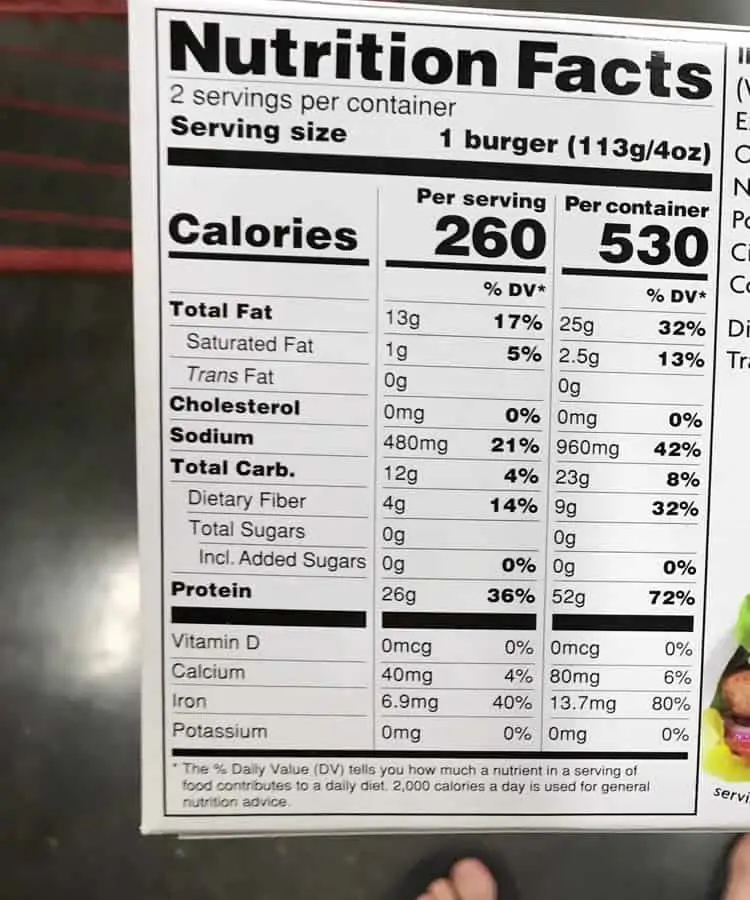 Nutrition Facts
2 servings per container
Serving size 1 burger (113g/4oz)
Per serving Per container
Calories 260 530
% DV* % DV*
Total Fat 13g 17% 25g 32%
Saturated Fat 1g 5% 2.5g 13%
Trans Fat 0g 0g
Cholesterol 0mg 0% 0mg 0%
Sodium 480mg 21% 960mg 42%
Total Carb. 12g 4% 23g 8%
Dietary Fiber 4g 14% 9g 32%
Total Sugars 0g 0g
Incl. Added Sugars 0g 0% 0g 0%
Protein 26g 36% 52g 72%
Vitamin D 0mcg 0% 0mcg 0%
Calcium 40mg 4% 80mg 6%
Iron 6.9mg 40% 13.7mg 80%
Potassium 0mg 0% 0mg 0%
* The % Daily Value (DV) tells you how much a nutrient in a serving of
food contributes to a daily diet. 2,000 calories a day is used for general
nutrition advice.